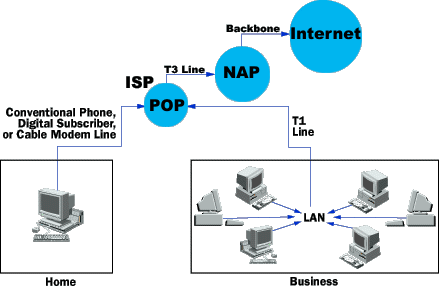 Backbone
Internet
T3 Line
NAP
ISP
POP
Conventional Phone,
Digital Subscriber,
or Cable Modem Line
T1
Line
LAN
Home
Business